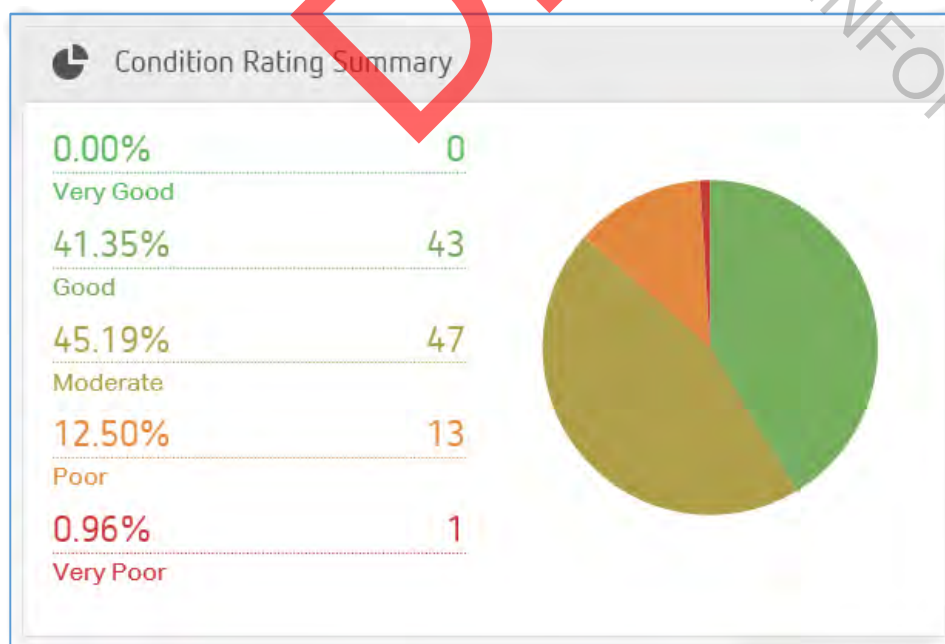 Condition Rating Summary
0.00% 0
Very Good
41.35% 43
Good
45.19% 47
Moderate
12.50% 13
Poor
0.96% 1
Very Poor